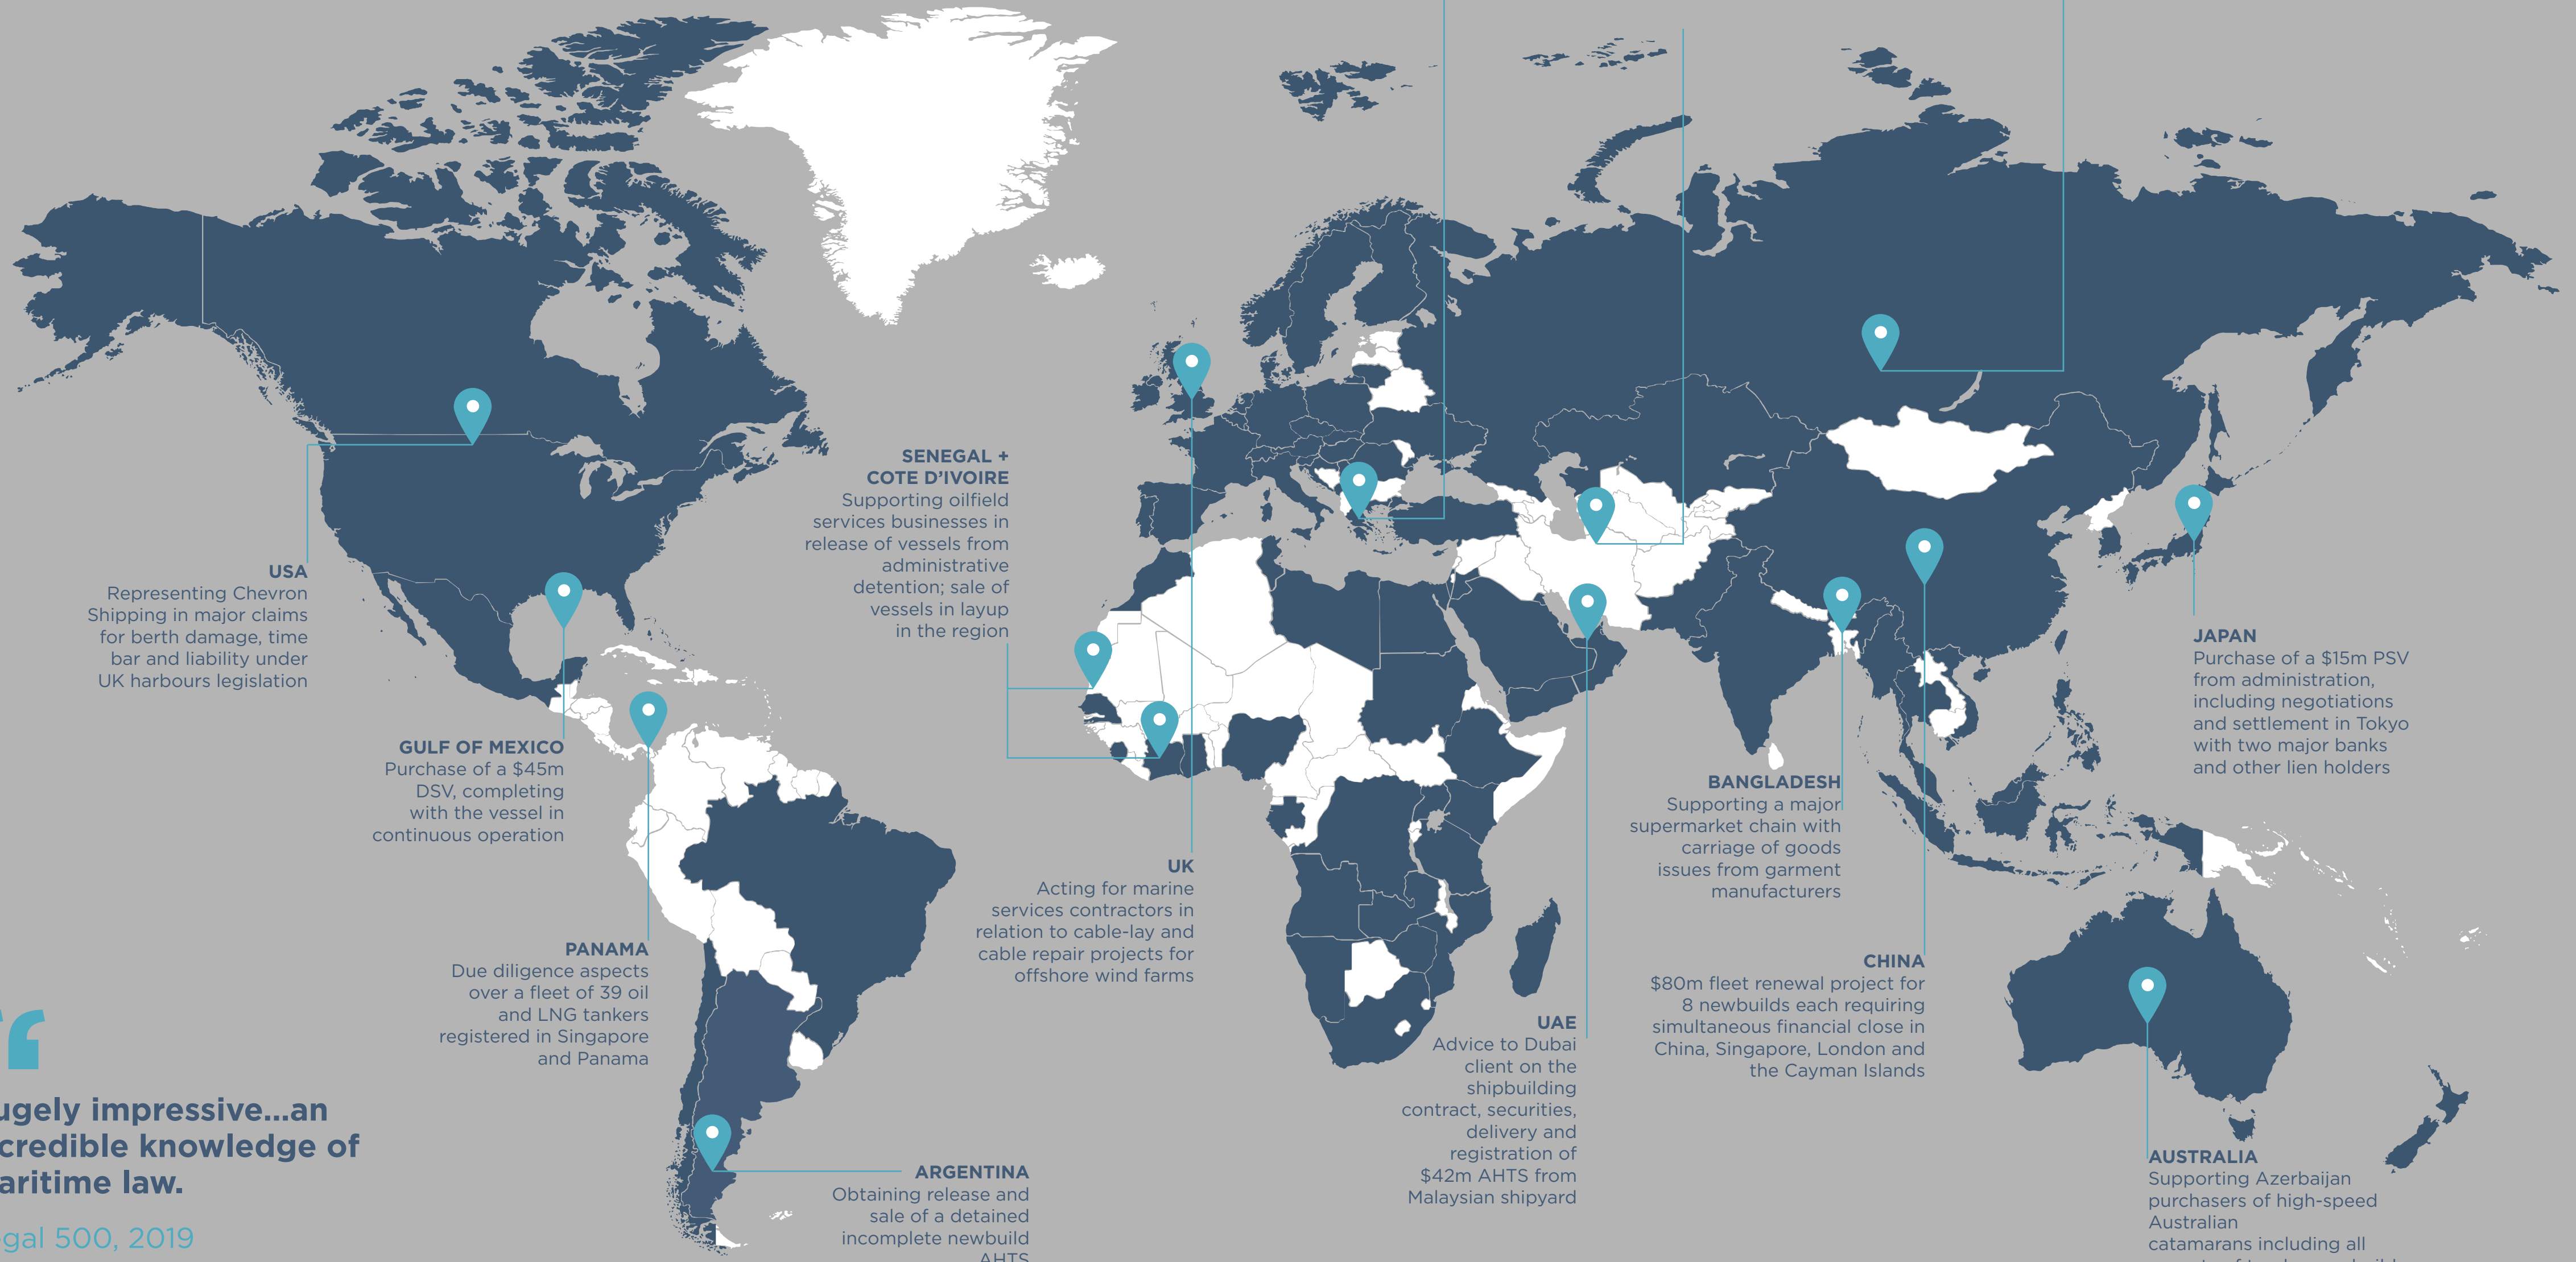 SENEGAL +
COTE D'IVOIRE
Supporting oilfield
services businesses in
release of vessels from
administrative
detention; sale of
vessels in layup
in the region
USA
Representing Chevron
Shipping in major claims
for berth damage, time
bar and liability under
UK harbours legislation
GULF OF MEXICO
Purchase of a $45m
DSV, completing
with the vessel in
continuous operation
PANAMA
Due diligence aspects
over a fleet of 39 oil
and LNG tankers
registered in Singapore
and Panama
UK
Acting for marine
services contractors in
relation to cable-lay and
cable repair projects for
offshore wind farms
JAPAN
Purchase of a $15m PSV
from administration,
including negotiations
and settlement in Tokyo
with two major banks
and other lien holders
BANGLADESH
Supporting a major
supermarket chain with
carriage of goods
issues from garment
manufacturers
CHINA
$80m fleet renewal project for
8 newbuilds each requiring
simultaneous financial close in
China, Singapore, London and
the Cayman Islands
UAE
Advice to Dubai
client on the
shipbuilding
contract, securities,
delivery and
registration of
$42m AHTS from
Malaysian shipyard
“
ugely impressive...an
credible knowledge of
aritime law.
gal 500, 2019
ARGENTINA
Obtaining release and
sale of a detained
incomplete newbuild
AHTS
AUSTRALIA
Supporting Azerbaijan
purchasers of high-speed
Australian
catamarans including all